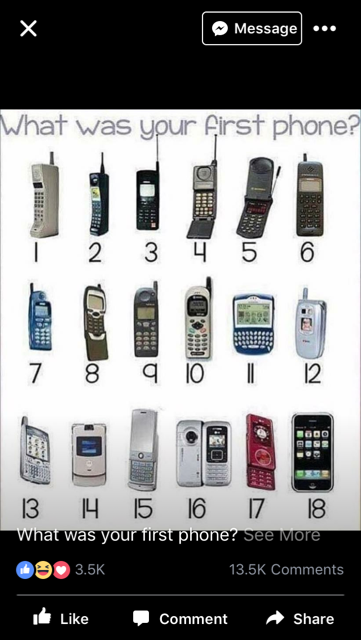 Message
What was your first phone?
1 2 3 4 5 6
7 8 9 10 11 12
13 14 15 16 17 18
What was your first phone? See More
3.5K 13.5K Comments
Like Comment Share